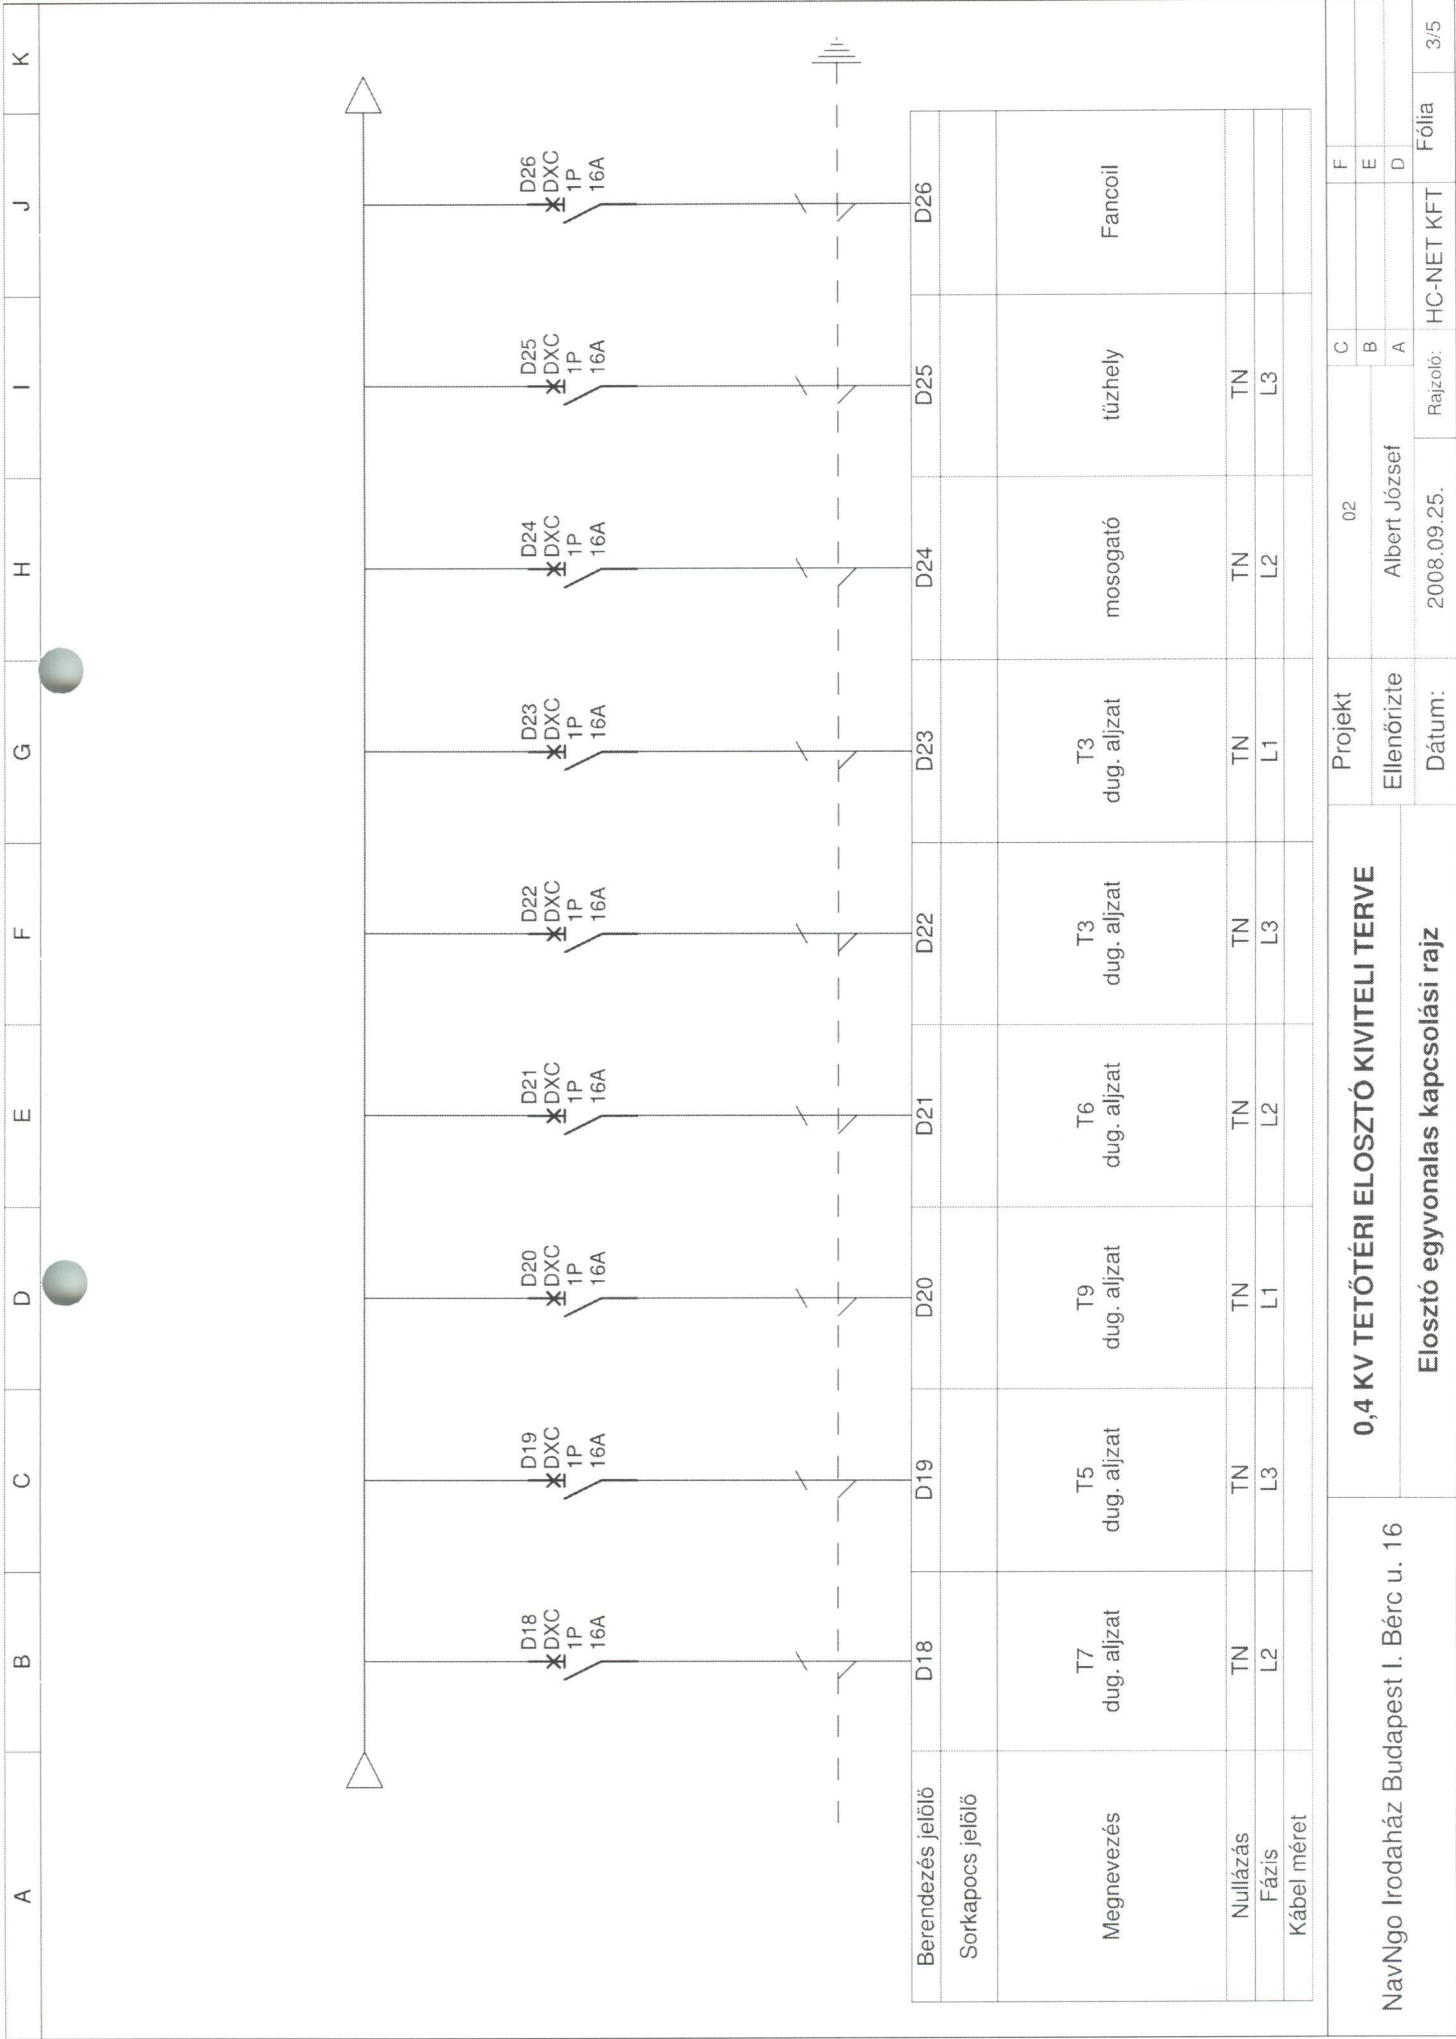 A B C D E F G H I J K
D18 D19 D20 D21 D22 D23 D24 D25 D26
DXC DXC DXC DXC DXC DXC DXC DXC DXC
1P 1P 1P 1P 1P 1P 1P 1P 1P
16A 16A 16A 16A 16A 16A 16A 16A 16A
Berendezés jelölő D18 D19 D20 D21 D22 D23 D24 D25 D26
Sorkapocs jelölő
Megnevezés
T7
dug. aljzat
T5
dug. aljzat
T9
dug. aljzat
T6
dug. aljzat
T3
dug. aljzat
T3
dug. aljzat
mosogató
tűzhely
Fancoil
Nullázás TN TN TN TN TN TN TN TN
Fázis L2 L3 L1 L2 L3 L1 L2 L3
Kábel méret
NavNgo Irodaház Budapest I. Bérc u. 16
0,4 KV TETŐTÉRI ELOSZTÓ KIVITELI TERVE
Elosztó egyvonalas kapcsolási rajz
Projekt 02
Ellenőrizte Albert József
Dátum: 2008.09.25.
C F
B E
A D
Rajzoló: HC-NET KFT
Fólia 3/5